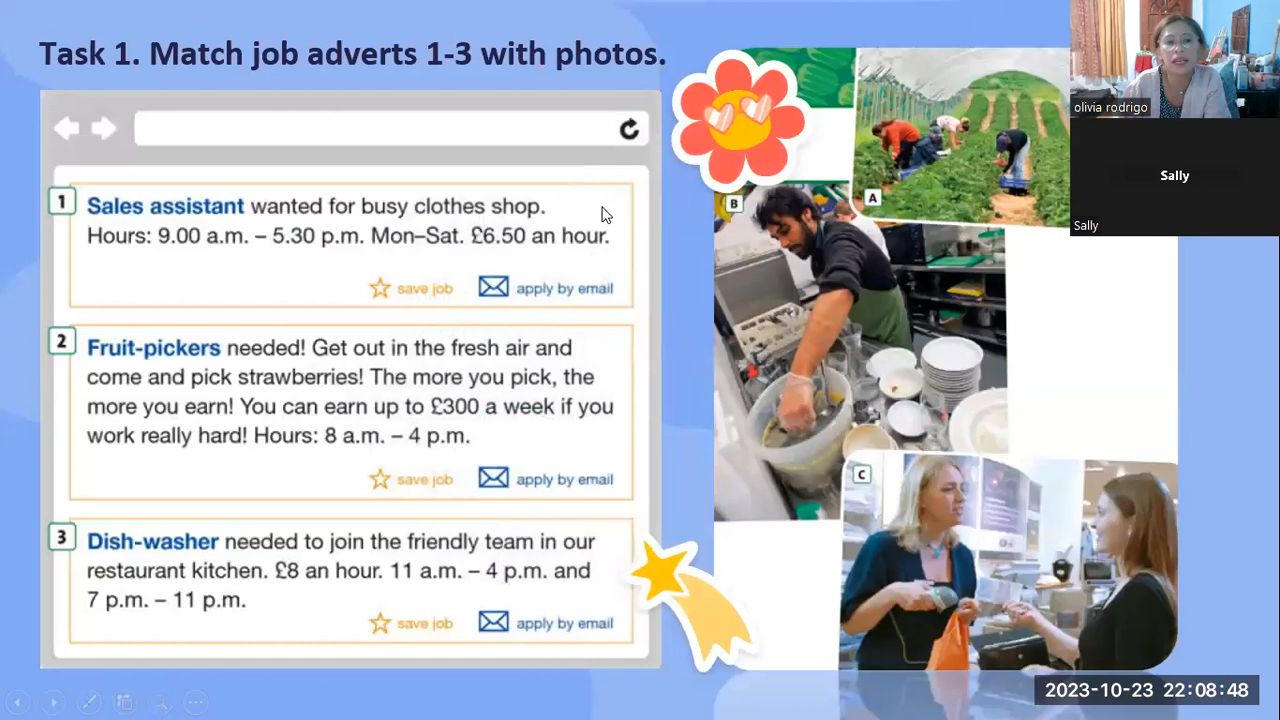 Task 1. Match job adverts 1-3 with photos.
1
Sales assistant wanted for busy clothes shop.
Hours: 9.00 a.m. – 5.30 p.m. Mon–Sat. £6.50 an hour.
save job apply by email
2
Fruit-pickers needed! Get out in the fresh air and
come and pick strawberries! The more you pick, the
more you earn! You can earn up to £300 a week if you
work really hard! Hours: 8 a.m. – 4 p.m.
save job apply by email
3
Dish-washer needed to join the friendly team in our
restaurant kitchen. £8 an hour. 11 a.m. – 4 p.m. and
7 p.m. – 11 p.m.
save job apply by email
A
B
C
olivia rodrigo
Sally
Sally
2023-10-23 22:08:48